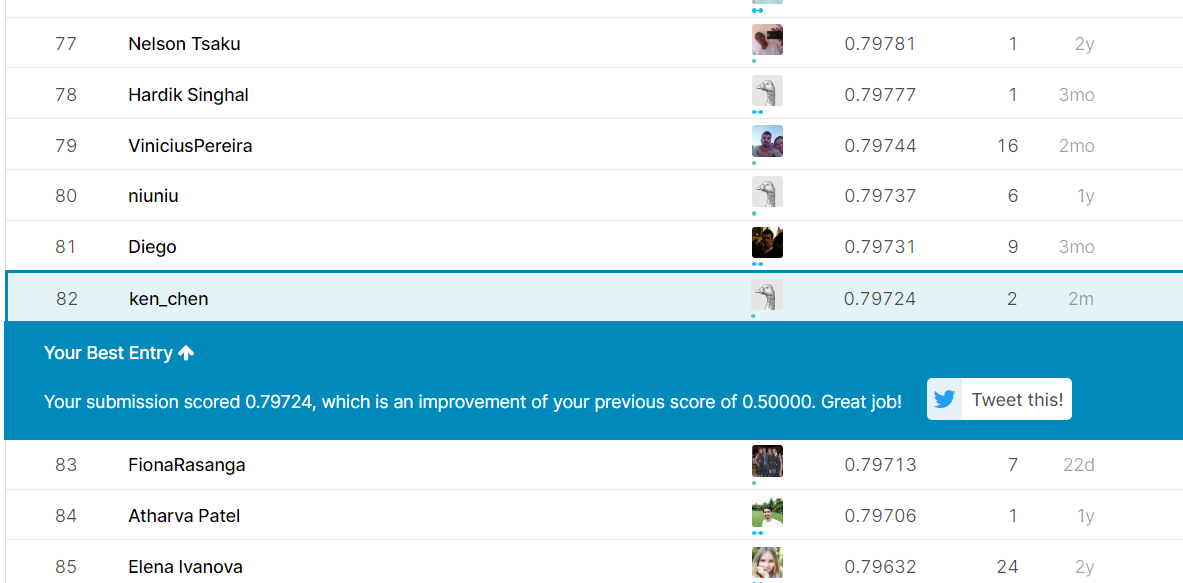 77 Nelson Tsaku 0.79781 1 2y
78 Hardik Singhal 0.79777 1 3mo
79 ViniciusPereira 0.79744 16 2mo
80 niuniu 0.79737 6 1y
81 Diego 0.79731 9 3mo
82 ken_chen 0.79724 2 2m
Your Best Entry
Your submission scored 0.79724, which is an improvement of your previous score of 0.50000. Great job! Tweet this!
83 FionaRasanga 0.79713 7 22d
84 Atharva Patel 0.79706 1 1y
85 Elena Ivanova 0.79632 24 2y